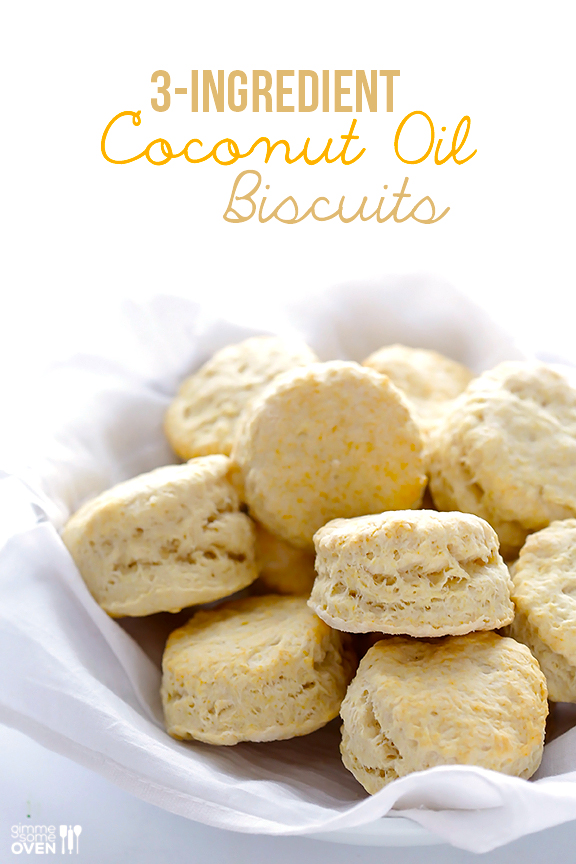 3-INGREDIENT
Coconut Oil
Biscuits
gimme
some
OVEN